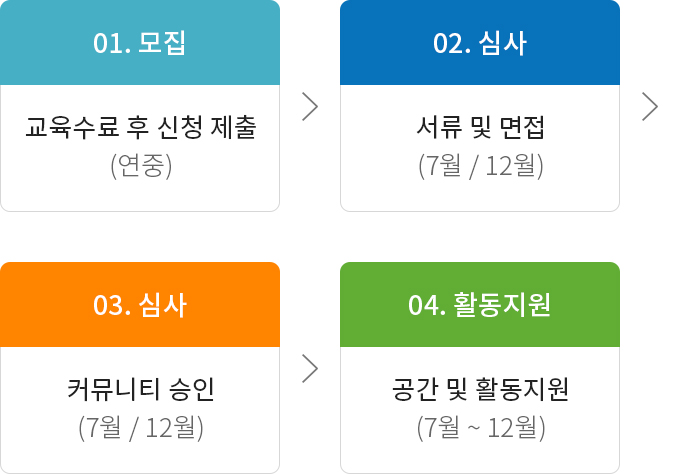 01. 모집
교육수료 후 신청 제출
(연중)
02. 심사
서류 및 면접
(7월 / 12월)
03. 심사
커뮤니티 승인
(7월 / 12월)
04. 활동지원
공간 및 활동지원
(7월 ~ 12월)